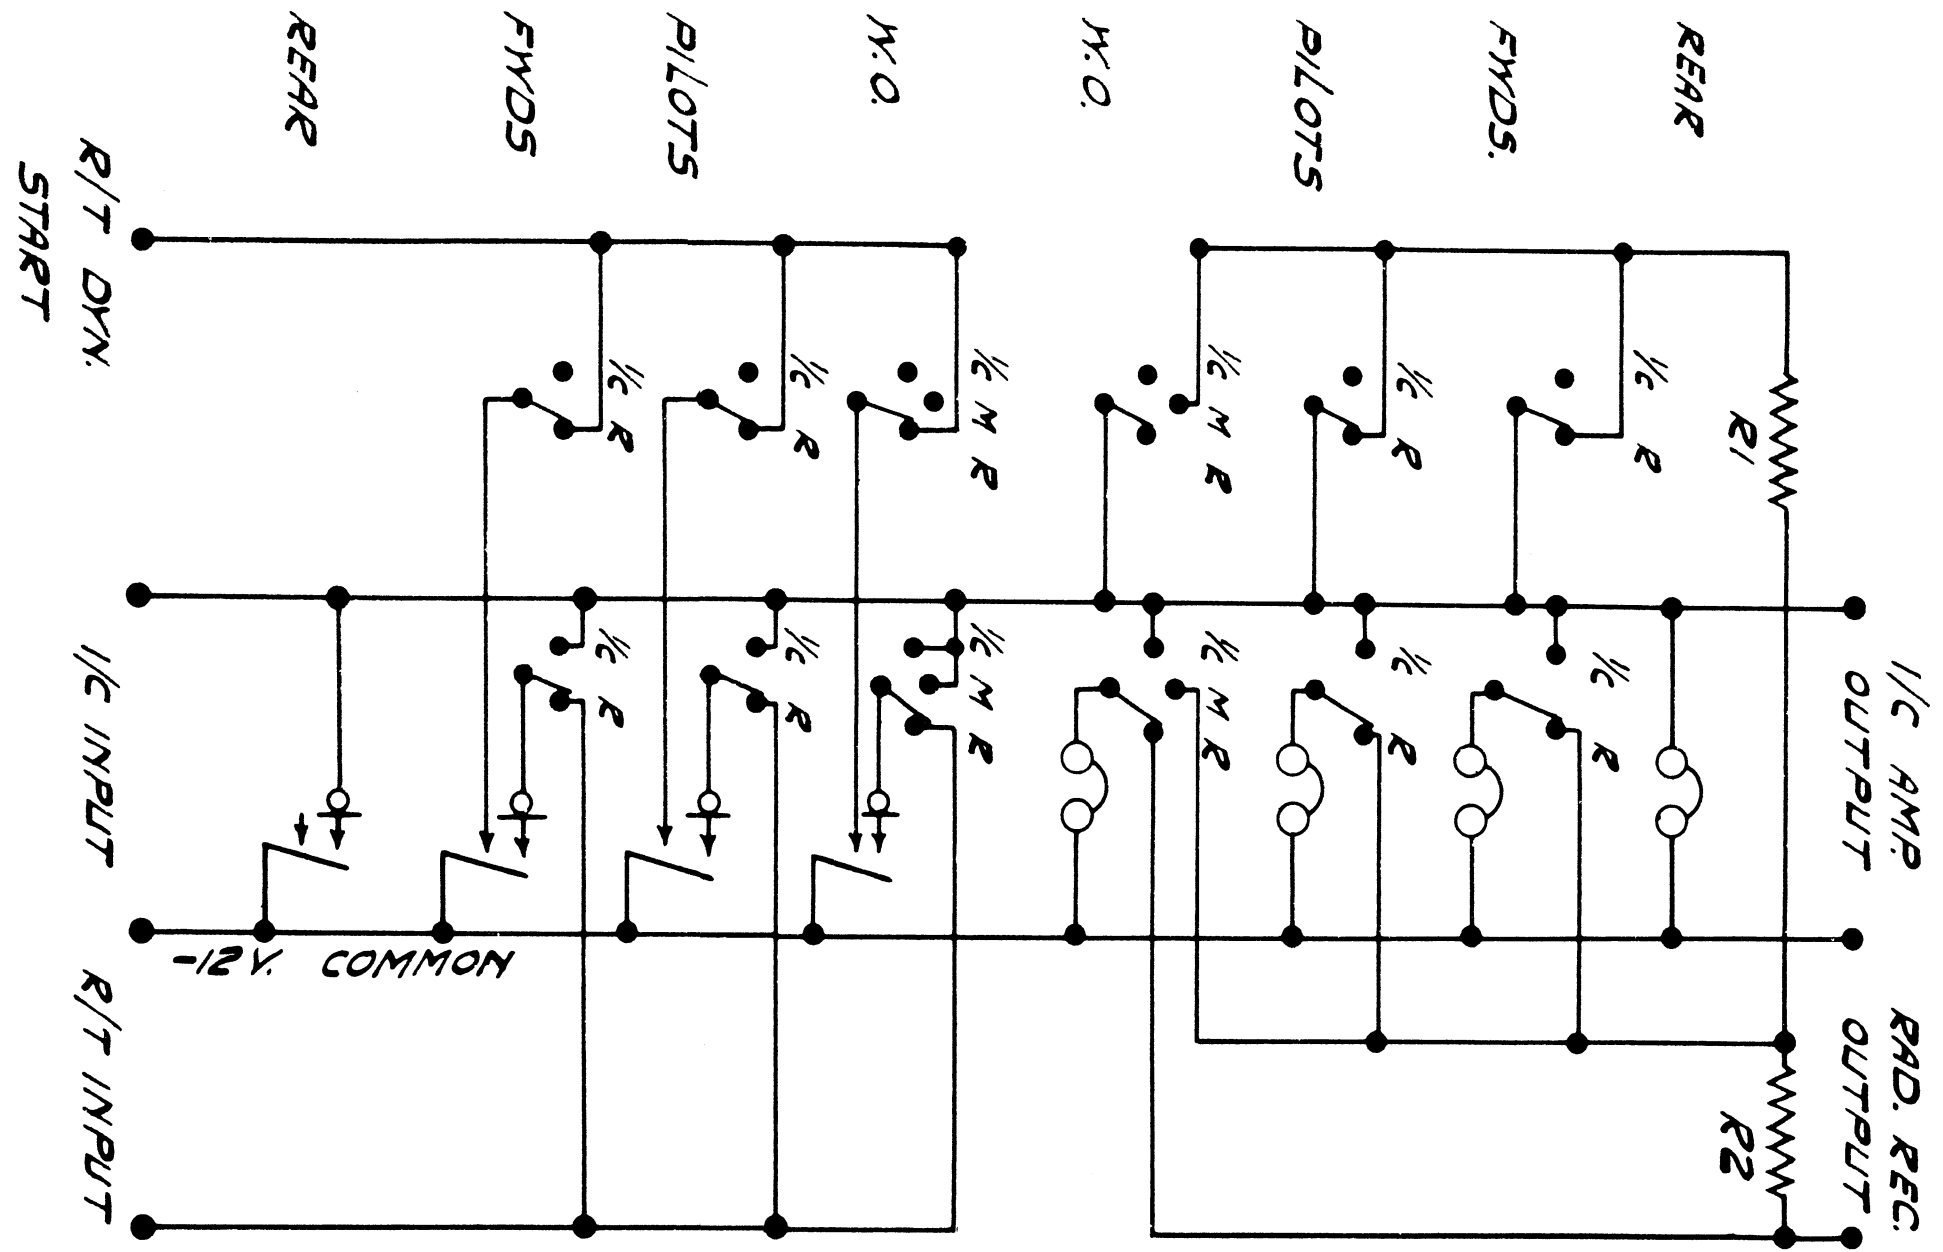 I/C AMP.
OUTPUT
RAD. REC.
OUTPUT
R1
R2
REAR
I/C R
I/C R
FWDS.
I/C R
I/C R
PILOTS
I/C M R
I/C M R
W.O.
I/C M R
I/C M R
W.O.
I/C R
I/C R
PILOTS
I/C R
I/C R
FWDS
REAR
-12V. COMMON
R/T DYN.
START
I/C INPUT
R/T INPUT